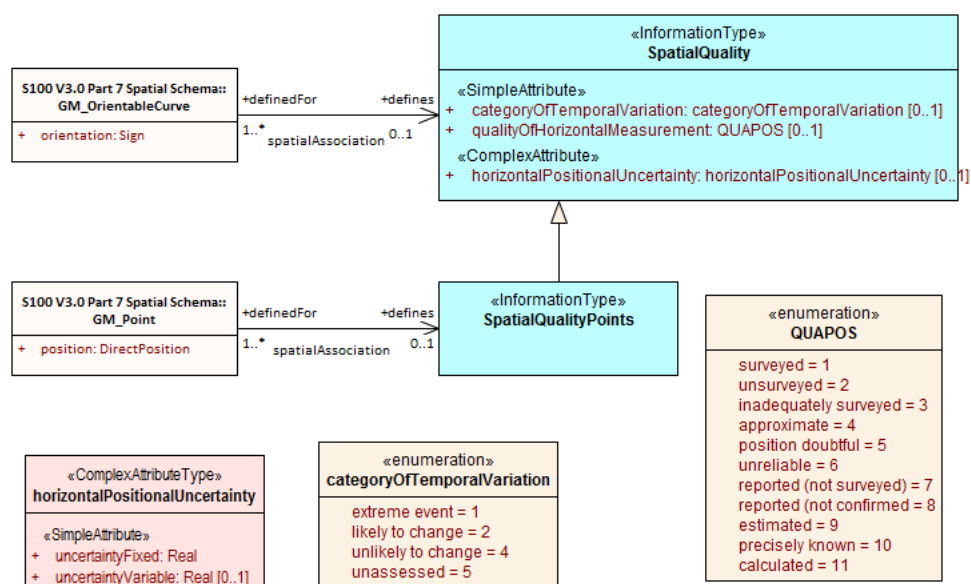 «InformationType»
SpatialQuality
«SimpleAttribute»
+ categoryOfTemporalVariation: categoryOfTemporalVariation [0..1]
+ qualityOfHorizontalMeasurement: QUAPOS [0..1]
«ComplexAttribute»
+ horizontalPositionalUncertainty: horizontalPositionalUncertainty [0..1]
S100 V3.0 Part 7 Spatial Schema::
GM_OrientableCurve
+ orientation: Sign
+definedFor +defines
1..* spatialAssociation 0..1
S100 V3.0 Part 7 Spatial Schema::
GM_Point
+ position: DirectPosition
+definedFor +defines
1..* spatialAssociation 0..1
«InformationType»
SpatialQualityPoints
«enumeration»
QUAPOS
surveyed = 1
unsurveyed = 2
inadequately surveyed = 3
approximate = 4
position doubtful = 5
unreliable = 6
reported (not surveyed) = 7
reported (not confirmed = 8
estimated = 9
precisely known = 10
calculated = 11
«ComplexAttributeType»
horizontalPositionalUncertainty
«SimpleAttribute»
+ uncertaintyFixed: Real
+ uncertaintyVariable: Real [0..1]
«enumeration»
categoryOfTemporalVariation
extreme event = 1
likely to change = 2
unlikely to change = 4
unassessed = 5